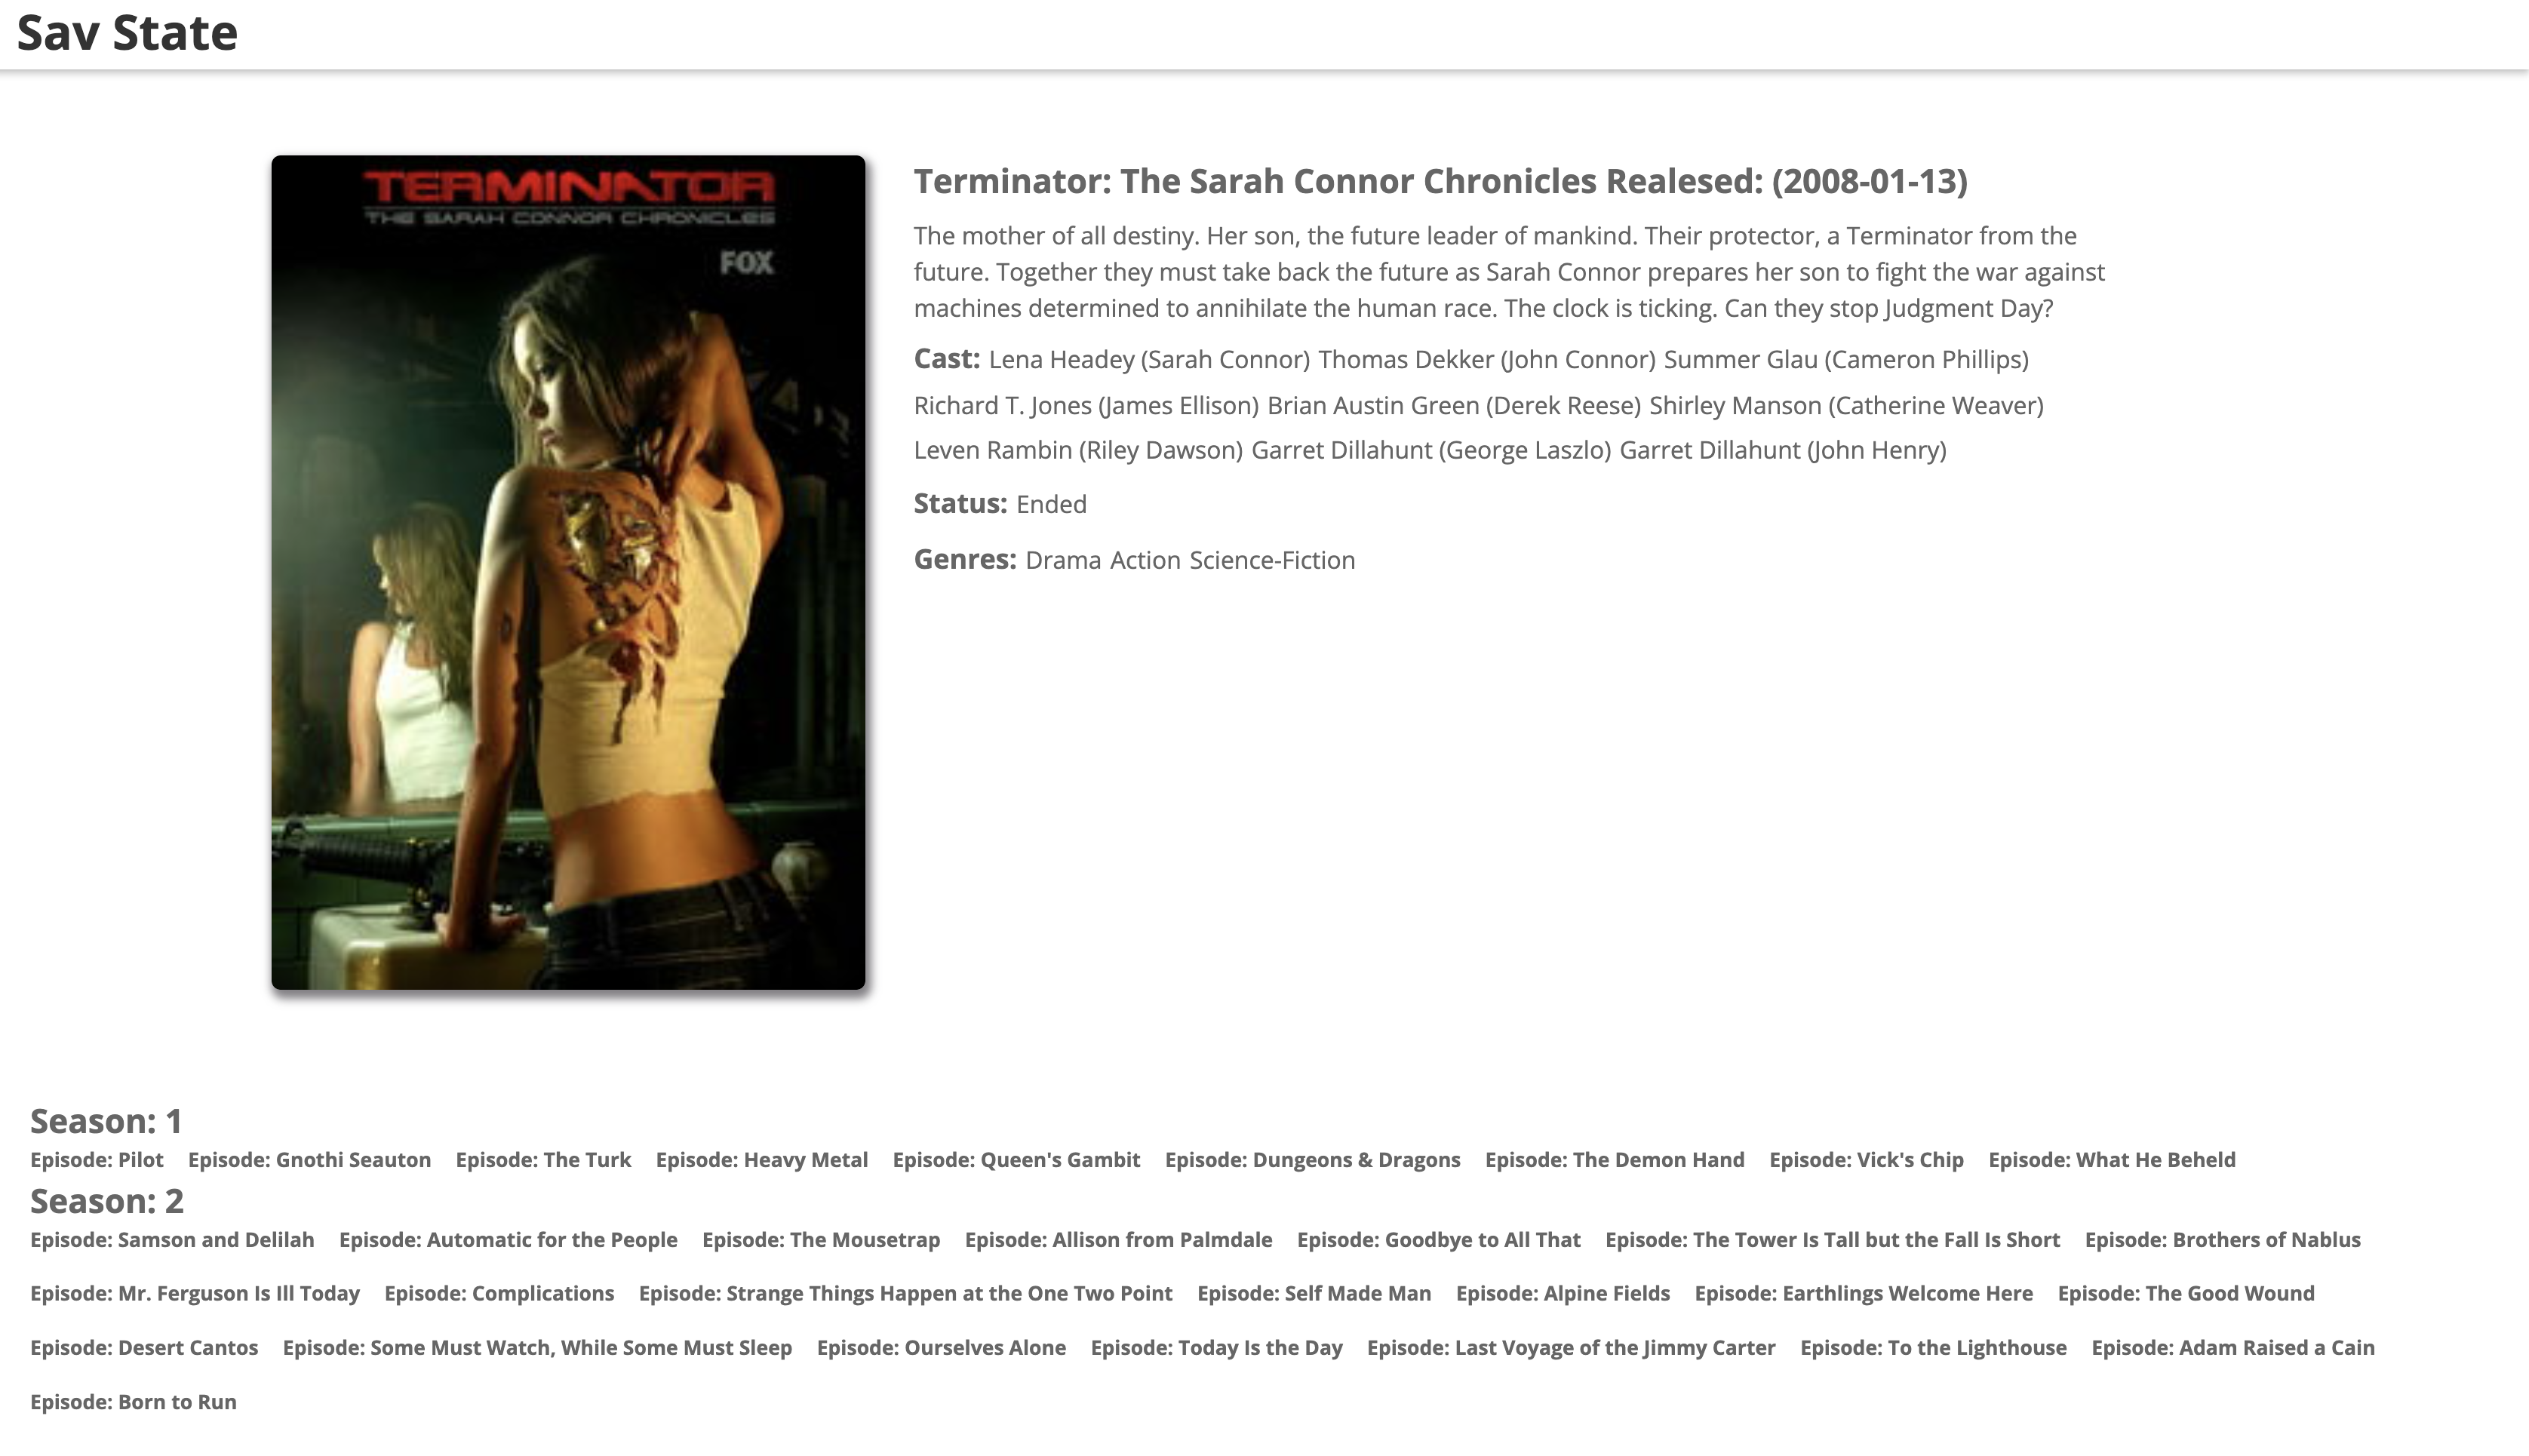 Sav State
TERMINATOR
THE SARAH CONNOR CHRONICLES
FOX
Terminator: The Sarah Connor Chronicles Realesed: (2008-01-13)
The mother of all destiny. Her son, the future leader of mankind. Their protector, a Terminator from the
future. Together they must take back the future as Sarah Connor prepares her son to fight the war against
machines determined to annihilate the human race. The clock is ticking. Can they stop Judgment Day?
Cast: Lena Headey (Sarah Connor) Thomas Dekker (John Connor) Summer Glau (Cameron Phillips)
Richard T. Jones (James Ellison) Brian Austin Green (Derek Reese) Shirley Manson (Catherine Weaver)
Leven Rambin (Riley Dawson) Garret Dillahunt (George Laszlo) Garret Dillahunt (John Henry)
Status: Ended
Genres: Drama Action Science-Fiction
Season: 1
Episode: Pilot Episode: Gnothi Seauton Episode: The Turk Episode: Heavy Metal Episode: Queen's Gambit Episode: Dungeons & Dragons Episode: The Demon Hand Episode: Vick's Chip Episode: What He Beheld
Season: 2
Episode: Samson and Delilah Episode: Automatic for the People Episode: The Mousetrap Episode: Allison from Palmdale Episode: Goodbye to All That Episode: The Tower Is Tall but the Fall Is Short Episode: Brothers of Nablus
Episode: Mr. Ferguson Is Ill Today Episode: Complications Episode: Strange Things Happen at the One Two Point Episode: Self Made Man Episode: Alpine Fields Episode: Earthlings Welcome Here Episode: The Good Wound
Episode: Desert Cantos Episode: Some Must Watch, While Some Must Sleep Episode: Ourselves Alone Episode: Today Is the Day Episode: Last Voyage of the Jimmy Carter Episode: To the Lighthouse Episode: Adam Raised a Cain
Episode: Born to Run